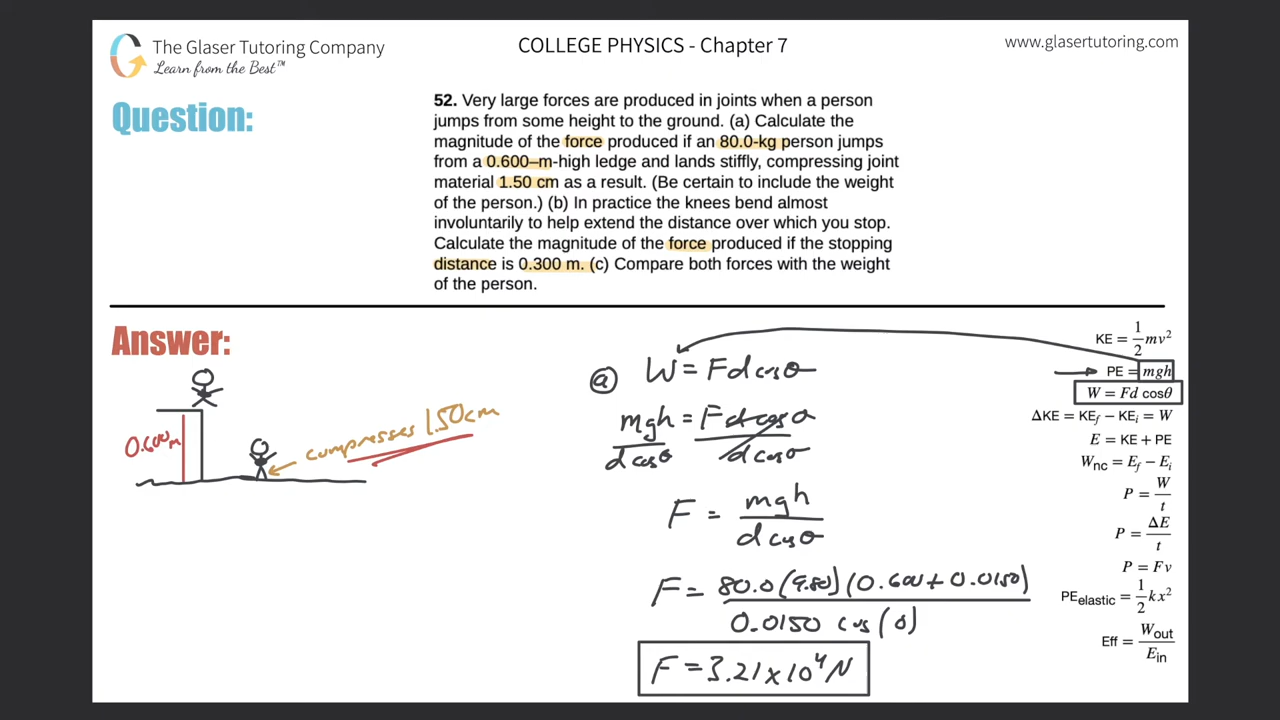 The Glaser Tutoring Company
Learn from the Best™
COLLEGE PHYSICS - Chapter 7
www.glasertutoring.com
Question:
52. Very large forces are produced in joints when a person
jumps from some height to the ground. (a) Calculate the
magnitude of the force produced if an 80.0-kg person jumps
from a 0.600–m-high ledge and lands stiffly, compressing joint
material 1.50 cm as a result. (Be certain to include the weight
of the person.) (b) In practice the knees bend almost
involuntarily to help extend the distance over which you stop.
Calculate the magnitude of the force produced if the stopping
distance is 0.300 m. (c) Compare both forces with the weight
of the person.
Answer:
0.600m
compresses 1.50cm
(a) W = Fd cosθ
mgh = Fd cosθ
d cosθ d cosθ
F = mgh
d cosθ
F = 80.0(9.80)(0.600+0.0150)
0.0150 cos(0)
F = 3.21x10⁴N
KE = 1/2 mv²
PE = mgh
W = Fd cosθ
ΔKE = KEf − KEi = W
E = KE + PE
Wnc = Ef − Ei
P = W/t
P = ΔE/t
P = Fv
PEelastic = 1/2 kx²
Eff = Wout/Ein